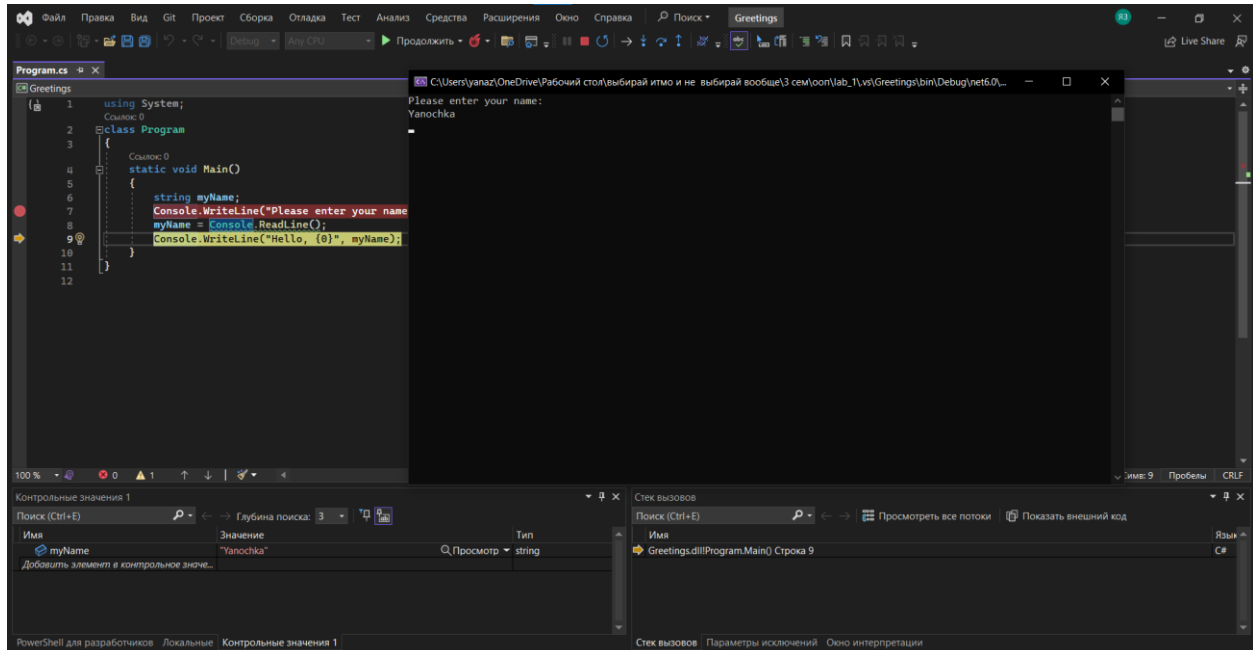 Файл Правка Вид Git Проект Сборка Отладка Тест Анализ Средства Расширения Окно Справка Поиск Greetings ЯЗ
Debug Any CPU Продолжить Live Share
Program.cs
Greetings
1 using System;
Ссылок: 0
2 class Program
3 {
Ссылок: 0
4 static void Main()
5 {
6 string myName;
7 Console.WriteLine("Please enter your name
8 myName = Console.ReadLine();
9 Console.WriteLine("Hello, {0}", myName);
10 }
11 }
12
C:\Users\yanaz\OneDrive\Рабочий стол\выбирай итмо и не выбирай вообще\3 сем\ооп\lab_1\.vs\Greetings\bin\Debug\net6.0\...
Please enter your name:
Yanochka
100 % 0 1 Симв: 9 Пробелы CRLF
Контрольные значения 1
Поиск (Ctrl+E) Глубина поиска: 3
Имя Значение Тип
myName "Yanochka" Просмотр string
Добавить элемент в контрольное значе...
PowerShell для разработчиков Локальные Контрольные значения 1
Стек вызовов
Поиск (Ctrl+E) Просмотреть все потоки Показать внешний код
Имя Язык
Greetings.dll!Program.Main() Строка 9 C#
Стек вызовов Параметры исключений Окно интерпретации